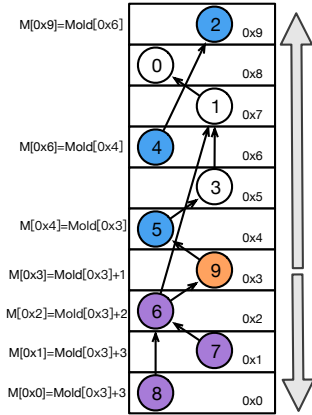 M[0x9]=Mold[0x6] 2 0x9
0 0x8
1 0x7
M[0x6]=Mold[0x4] 4 0x6
3 0x5
M[0x4]=Mold[0x3] 5 0x4
M[0x3]=Mold[0x3]+1 9 0x3
M[0x2]=Mold[0x3]+2 6 0x2
M[0x1]=Mold[0x3]+3 7 0x1
M[0x0]=Mold[0x3]+3 8 0x0